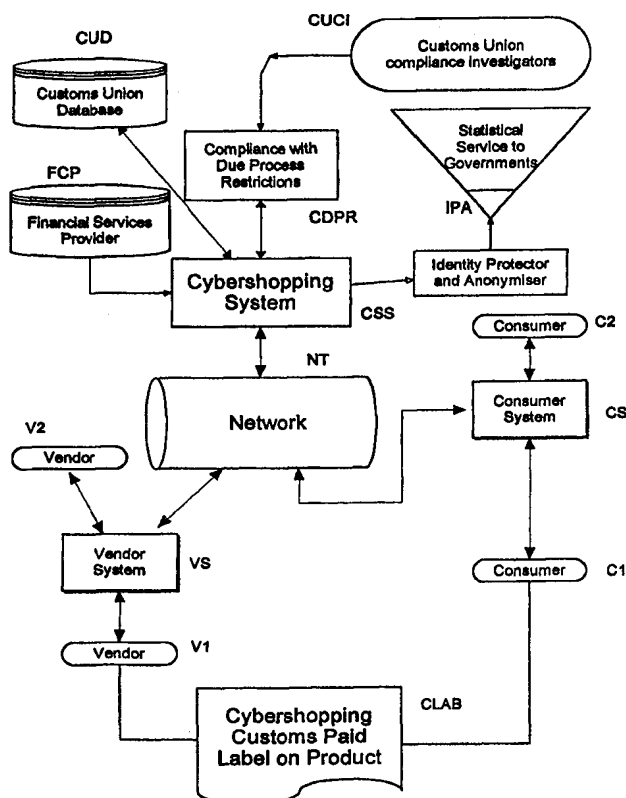 CUD
CUCI
Customs Union
compliance investigators
Customs Union
Database
Compliance with
Due Process
Restrictions
Statistical
Service to
Governments
FCP
Financial Services
Provider
CDPR
IPA
Identity Protector
and Anonymiser
Cybershopping
System
CSS
Consumer
C2
NT
Consumer
System
CS
Network
V2
Vendor
Vendor
System
VS
Consumer
C1
Vendor
V1
CLAB
Cybershopping
Customs Paid
Label on Product